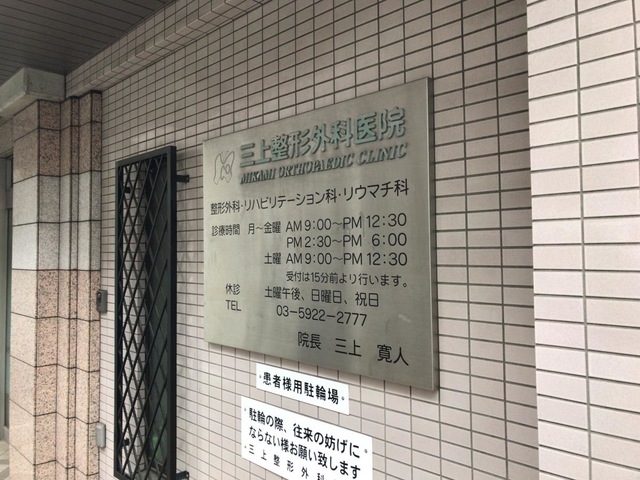 三上整形外科医院
MIKAMI ORTHOPAEDIC CLINIC
整形外科・リハビリテーション科・リウマチ科
診療時間 月～金曜 AM 9:00～PM 12:30
PM 2:30～PM 6:00
土曜 AM 9:00～PM 12:30
受付は15分前より行います。
休診 土曜午後、日曜日、祝日
TEL 03-5922-2777
院長 三上 寛人
患者様用駐輪場
駐輪の際、往来の妨げに
ならない様お願い致します
三上整形外科